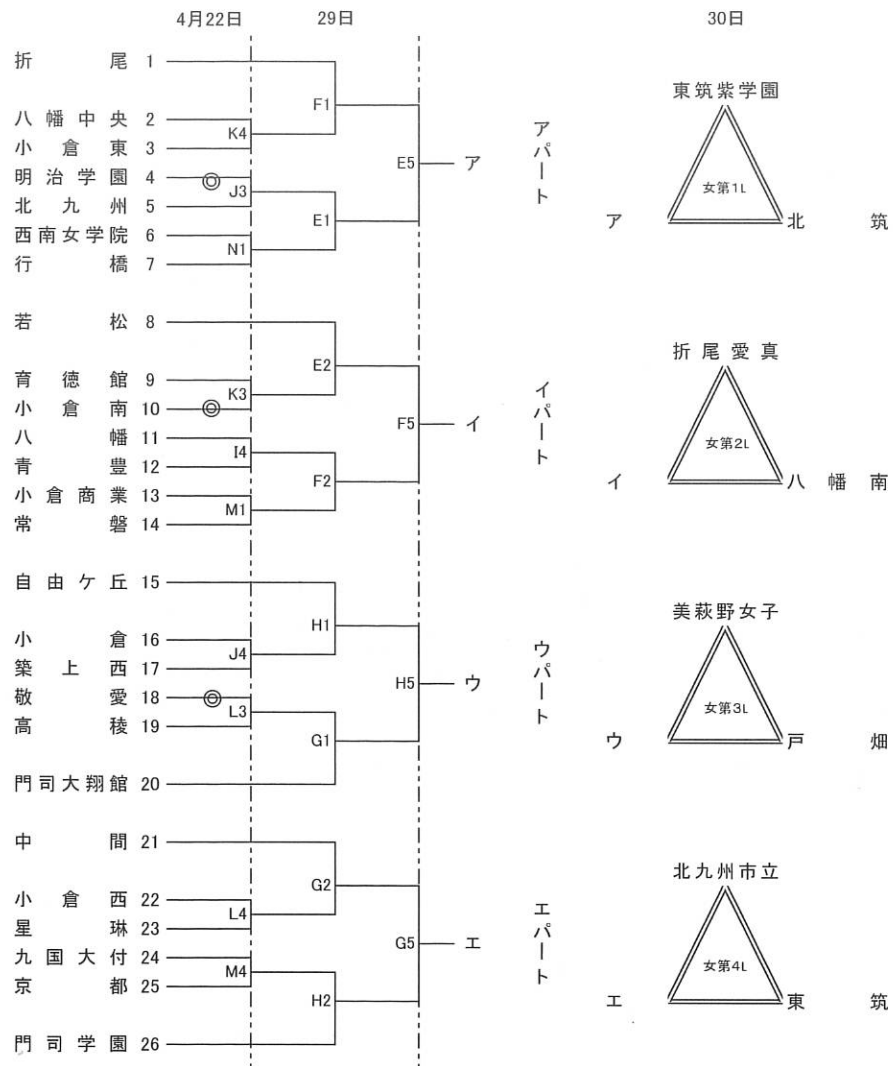 4月22日 29日 30日
折尾 1
F1
東筑紫学園
八幡中央 2
K4
小倉東 3
E5 ア
アパート
明治学園 4
◎
J3
女第1L
北九州 5
E1
ア 北筑
西南女学院 6
N1
行橋 7
若松 8
E2
折尾愛真
育徳館 9
K3
小倉南 10
◎
F5 イ
イパート
八幡 11
I4
女第2L
青豊 12
F2
イ 八幡南
小倉商業 13
M1
常磐 14
自由ケ丘 15
H1
美萩野女子
小倉 16
J4
築上西 17
H5 ウ
ウパート
敬愛 18
◎
L3
女第3L
高稜 19
G1
ウ 戸畑
門司大翔館 20
中間 21
G2
北九州市立
小倉西 22
L4
星琳 23
G5 エ
エパート
九国大付 24
M4
女第4L
京都 25
H2
エ 東筑
門司学園 26